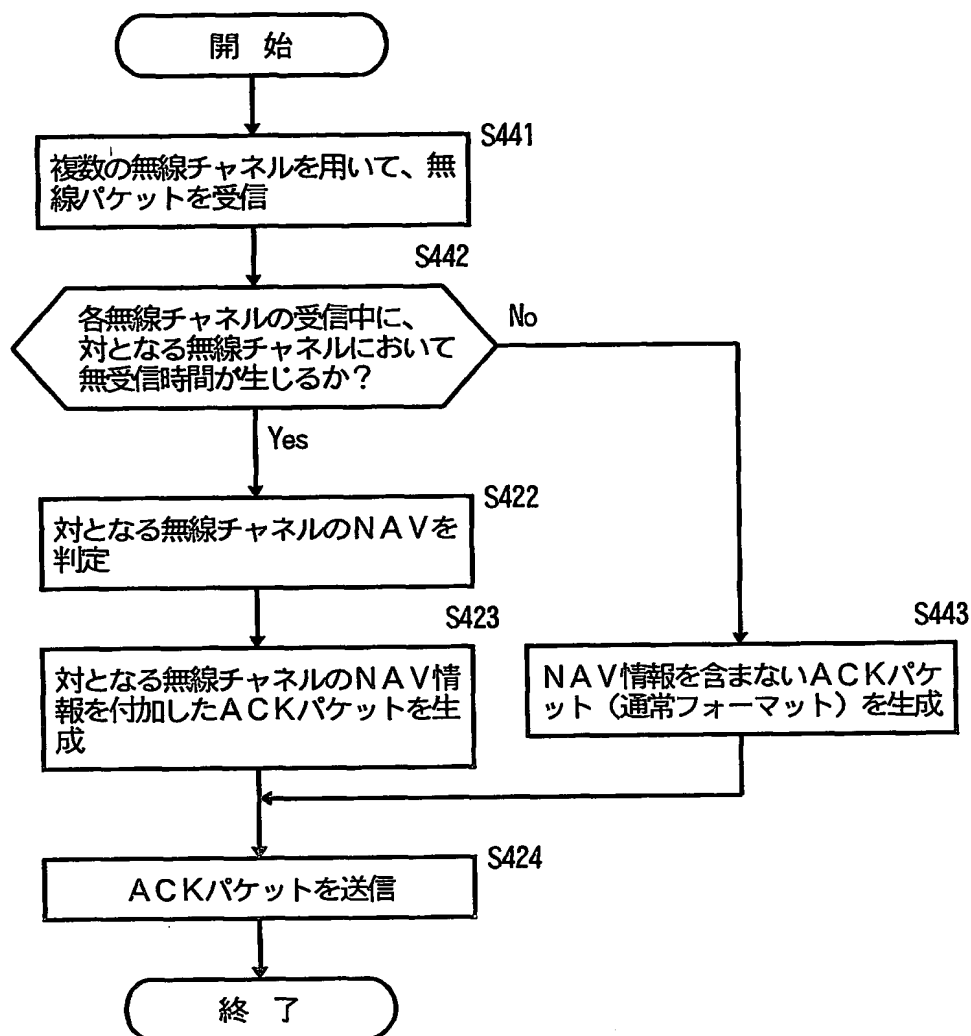 開 始
S441
複数の無線チャネルを用いて、無
線パケットを受信
S442
各無線チャネルの受信中に、
対となる無線チャネルにおいて
無受信時間が生じるか?
No
Yes
S422
対となる無線チャネルのNAVを
判定
S423
対となる無線チャネルのNAV情
報を付加したACKパケットを生
成
S443
NAV情報を含まないACKパケ
ット(通常フォーマット)を生成
S424
ACKパケットを送信
終 了